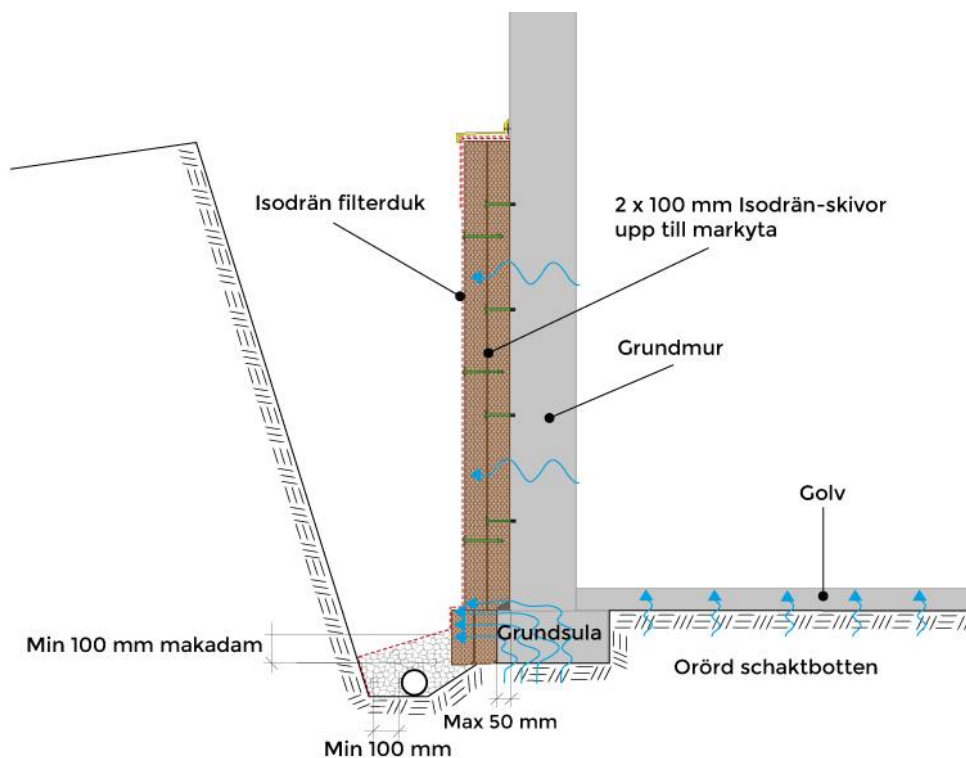 Isodrän filterduk
2 x 100 mm Isodrän-skivor
upp till markyta
Grundmur
Golv
Min 100 mm makadam
Grundsula
Orörd schaktbotten
Max 50 mm
Min 100 mm